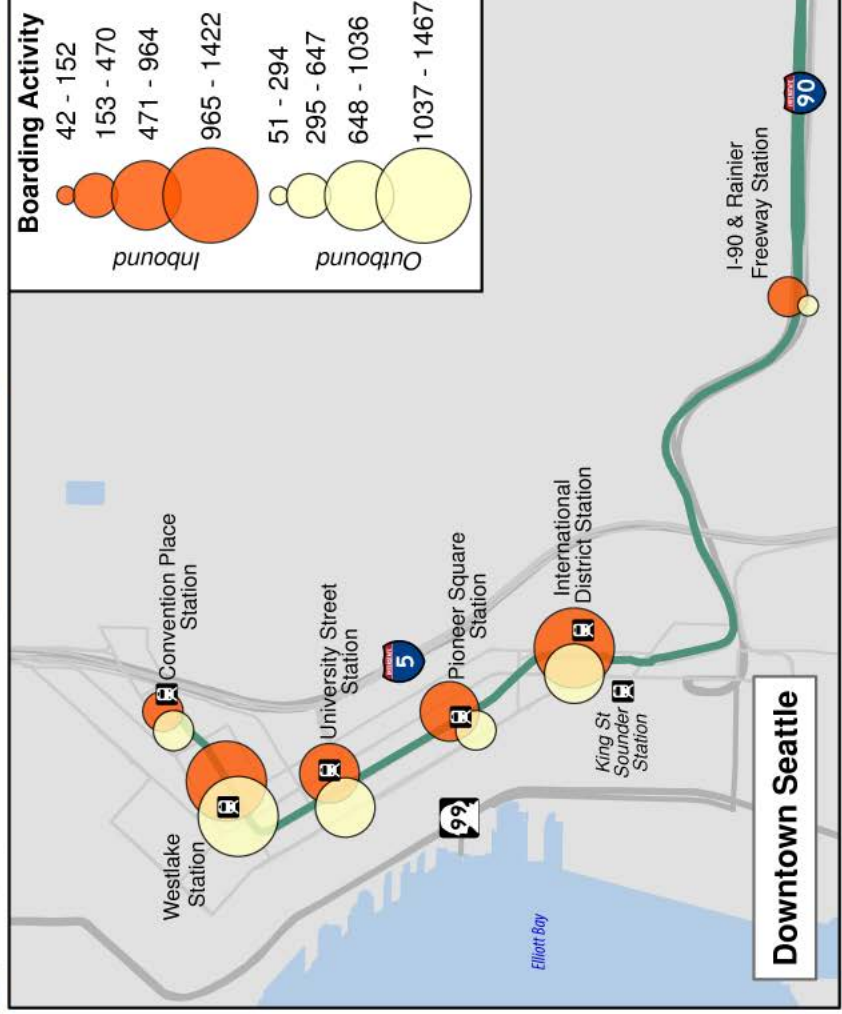 Boarding Activity
Inbound
42 - 152
153 - 470
471 - 964
965 - 1422
Outbound
51 - 294
295 - 647
648 - 1036
1037 - 1467
Convention Place
Station
Westlake
Station
University Street
Station
INTERSTATE
5
Pioneer Square
Station
99
International
District Station
King St
Sounder
Station
I-90 & Rainier
Freeway Station
INTERSTATE
90
Elliott Bay
Downtown Seattle